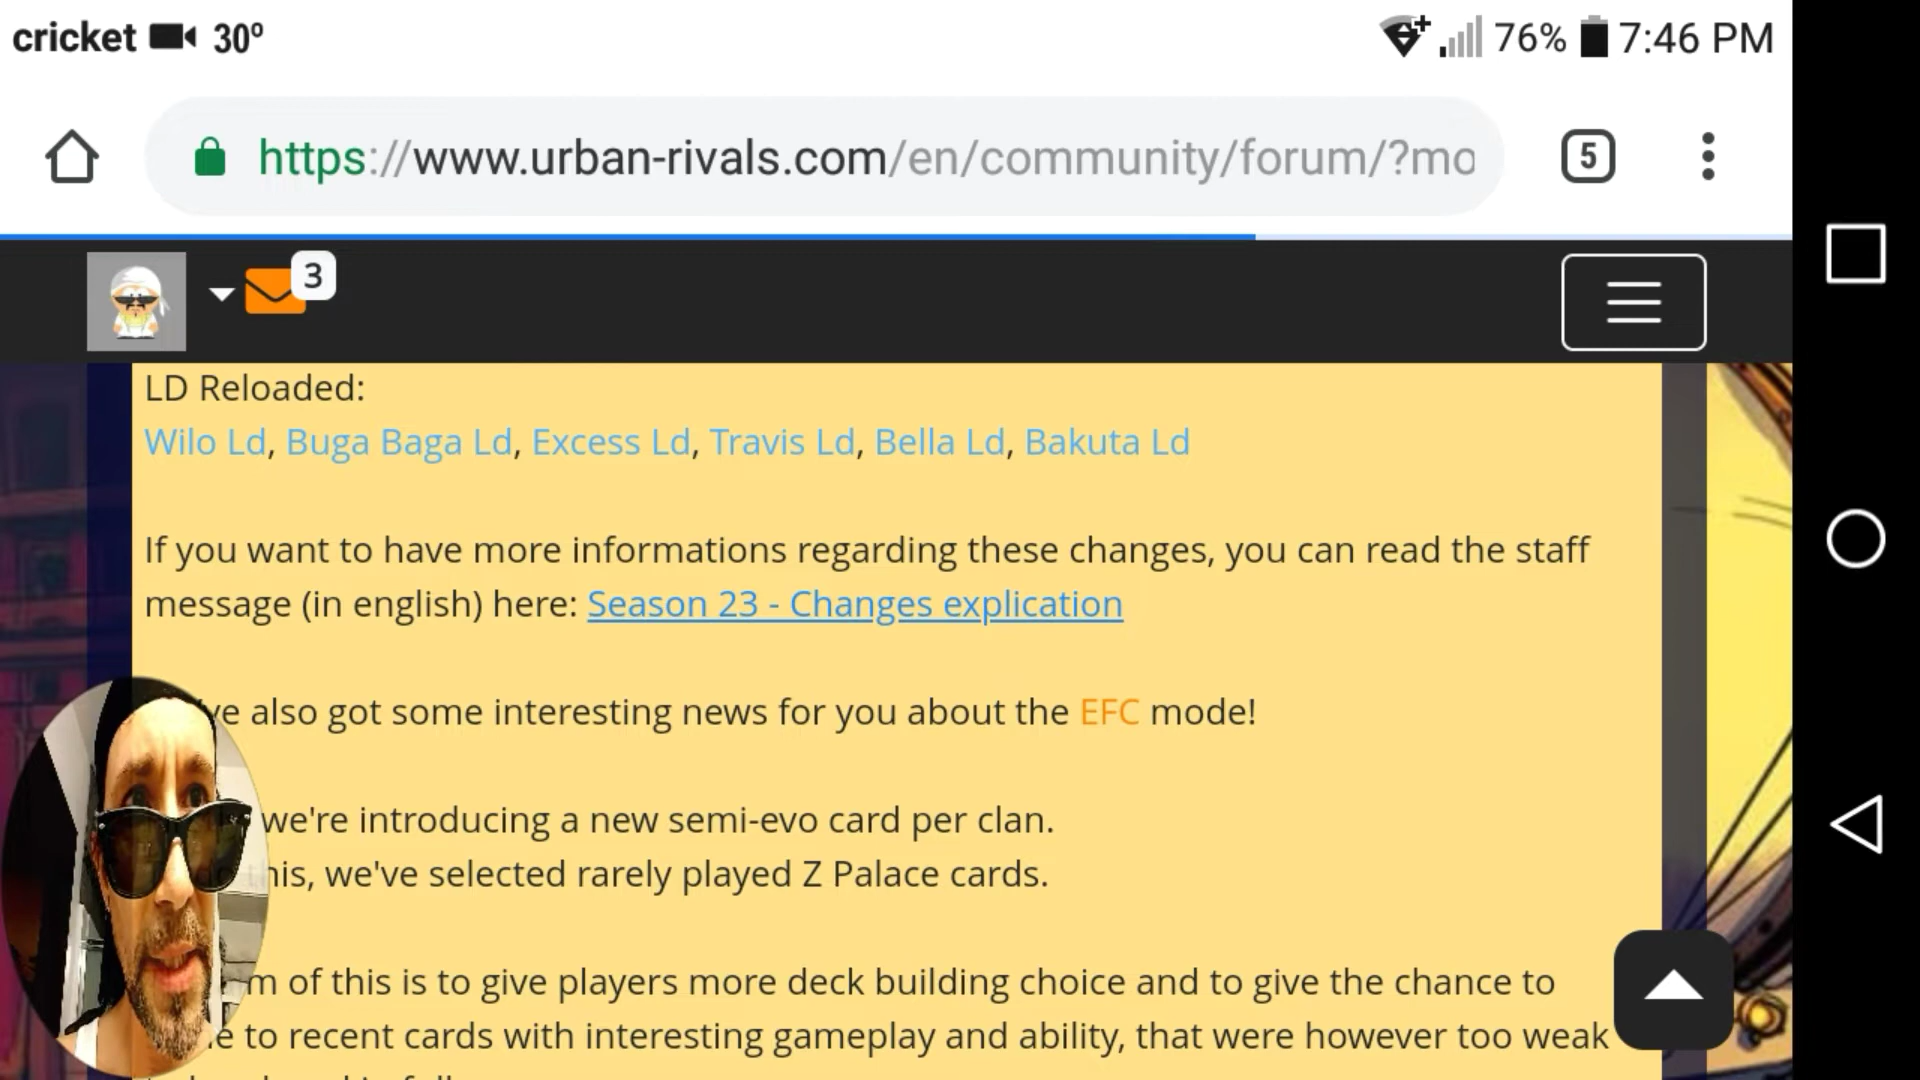 cricket 30° 76% 7:46 PM
https://www.urban-rivals.com/en/community/forum/?mo 5
3
LD Reloaded:
Wilo Ld, Buga Baga Ld, Excess Ld, Travis Ld, Bella Ld, Bakuta Ld
If you want to have more informations regarding these changes, you can read the staff
message (in english) here: Season 23 - Changes explication
've also got some interesting news for you about the EFC mode!
we're introducing a new semi-evo card per clan.
this, we've selected rarely played Z Palace cards.
of this is to give players more deck building choice and to give the chance to
to recent cards with interesting gameplay and ability, that were however too weak